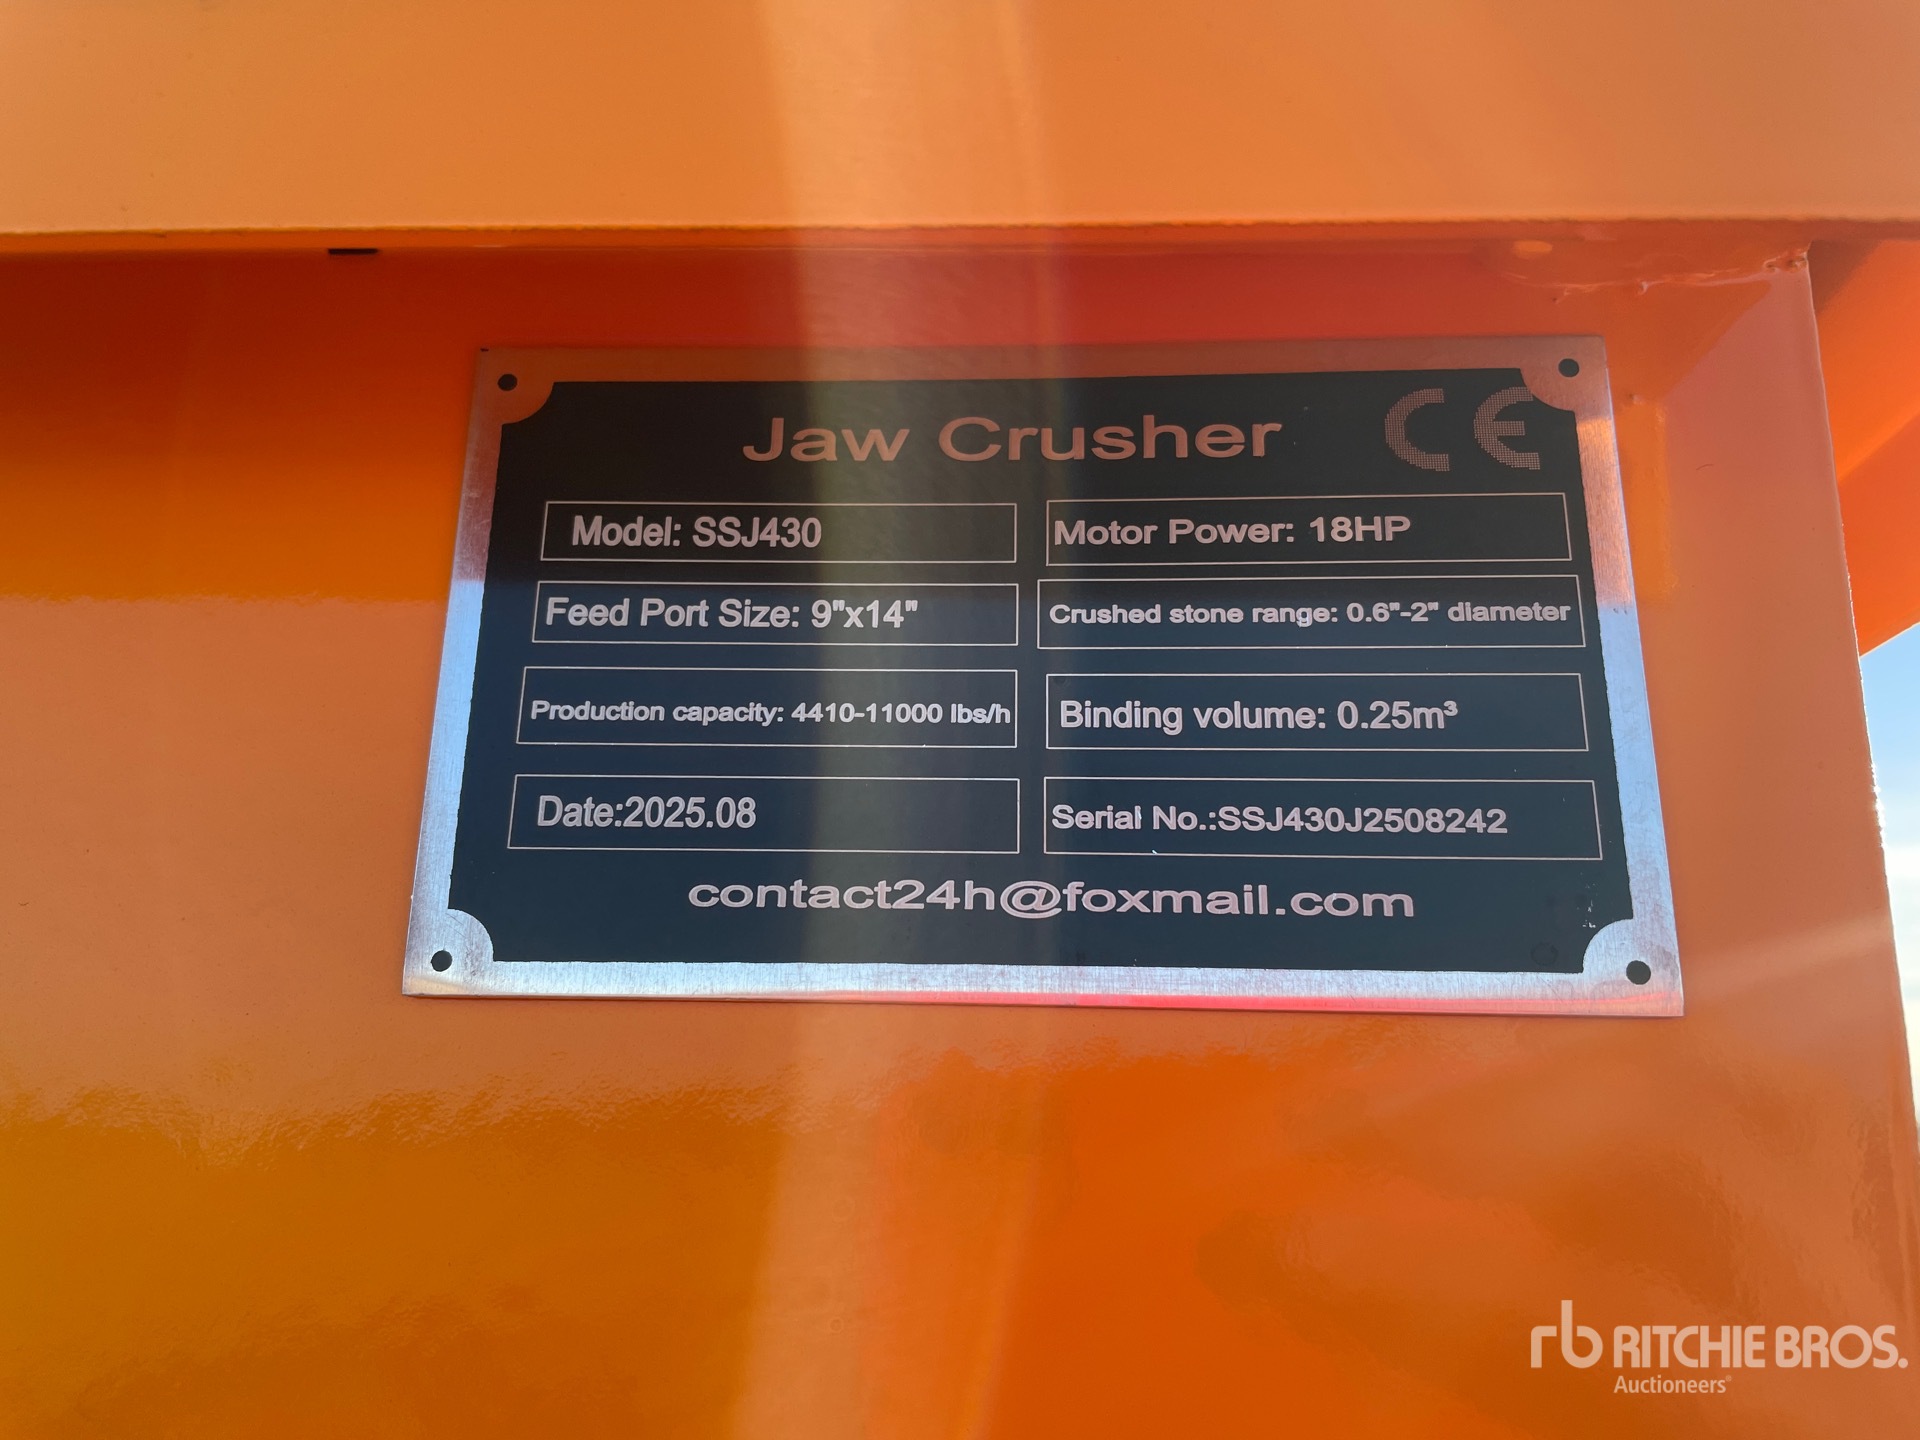 Jaw Crusher CE
Model: SSJ430
Motor Power: 18HP
Feed Port Size: 9"x14"
Crushed stone range: 0.6"-2" diameter
Production capacity: 4410-11000 lbs/h
Binding volume: 0.25m³
Date:2025.08
Serial No.:SSJ430J2508242
contact24h@foxmail.com
rb RITCHIE BROS.
Auctioneers